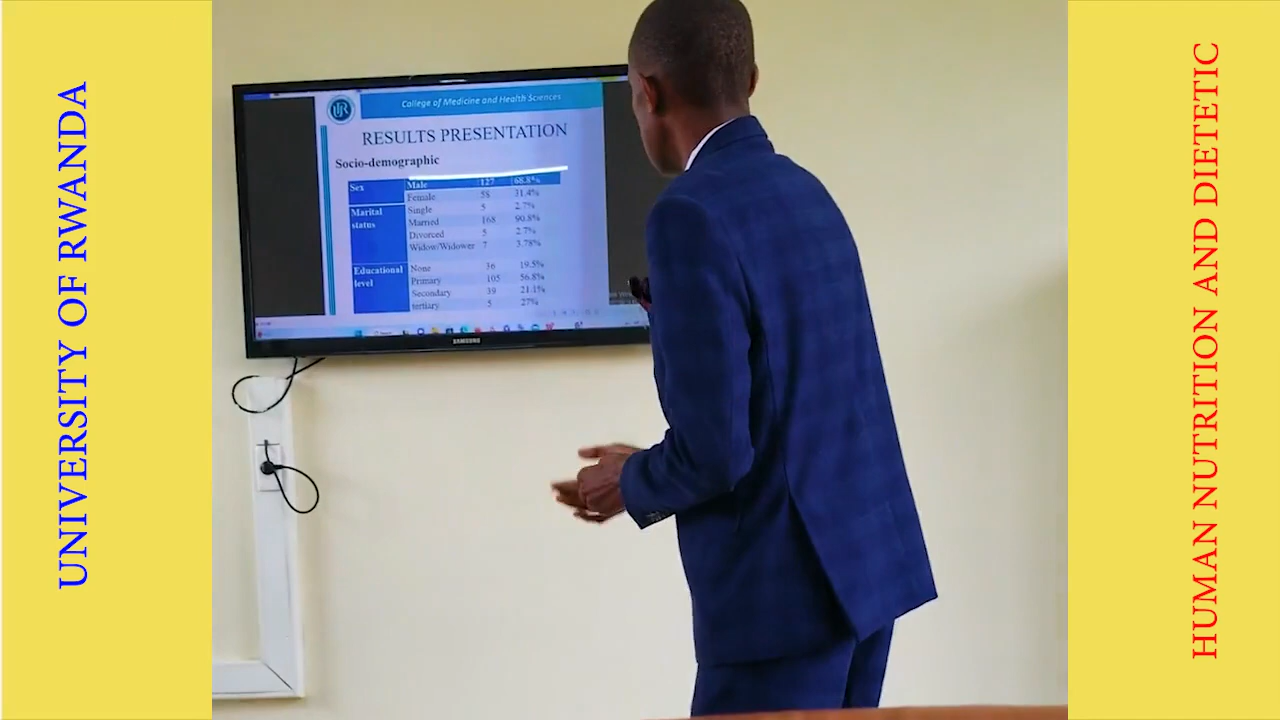 UNIVERSITY OF RWANDA
UR
College of Medicine and Health Sciences
RESULTS PRESENTATION
Socio-demographic
Sex Male 127 68.8%
Female 58 31.4%
Marital status Single 5 2.7%
Married 168 90.8%
Divorced 5 2.7%
Widow/Widower 7 3.78%
Educational level None 36 19.5%
Primary 105 56.8%
Secondary 39 21.1%
tertiary 5 27%
SAMSUNG
HUMAN NUTRITION AND DIETETIC